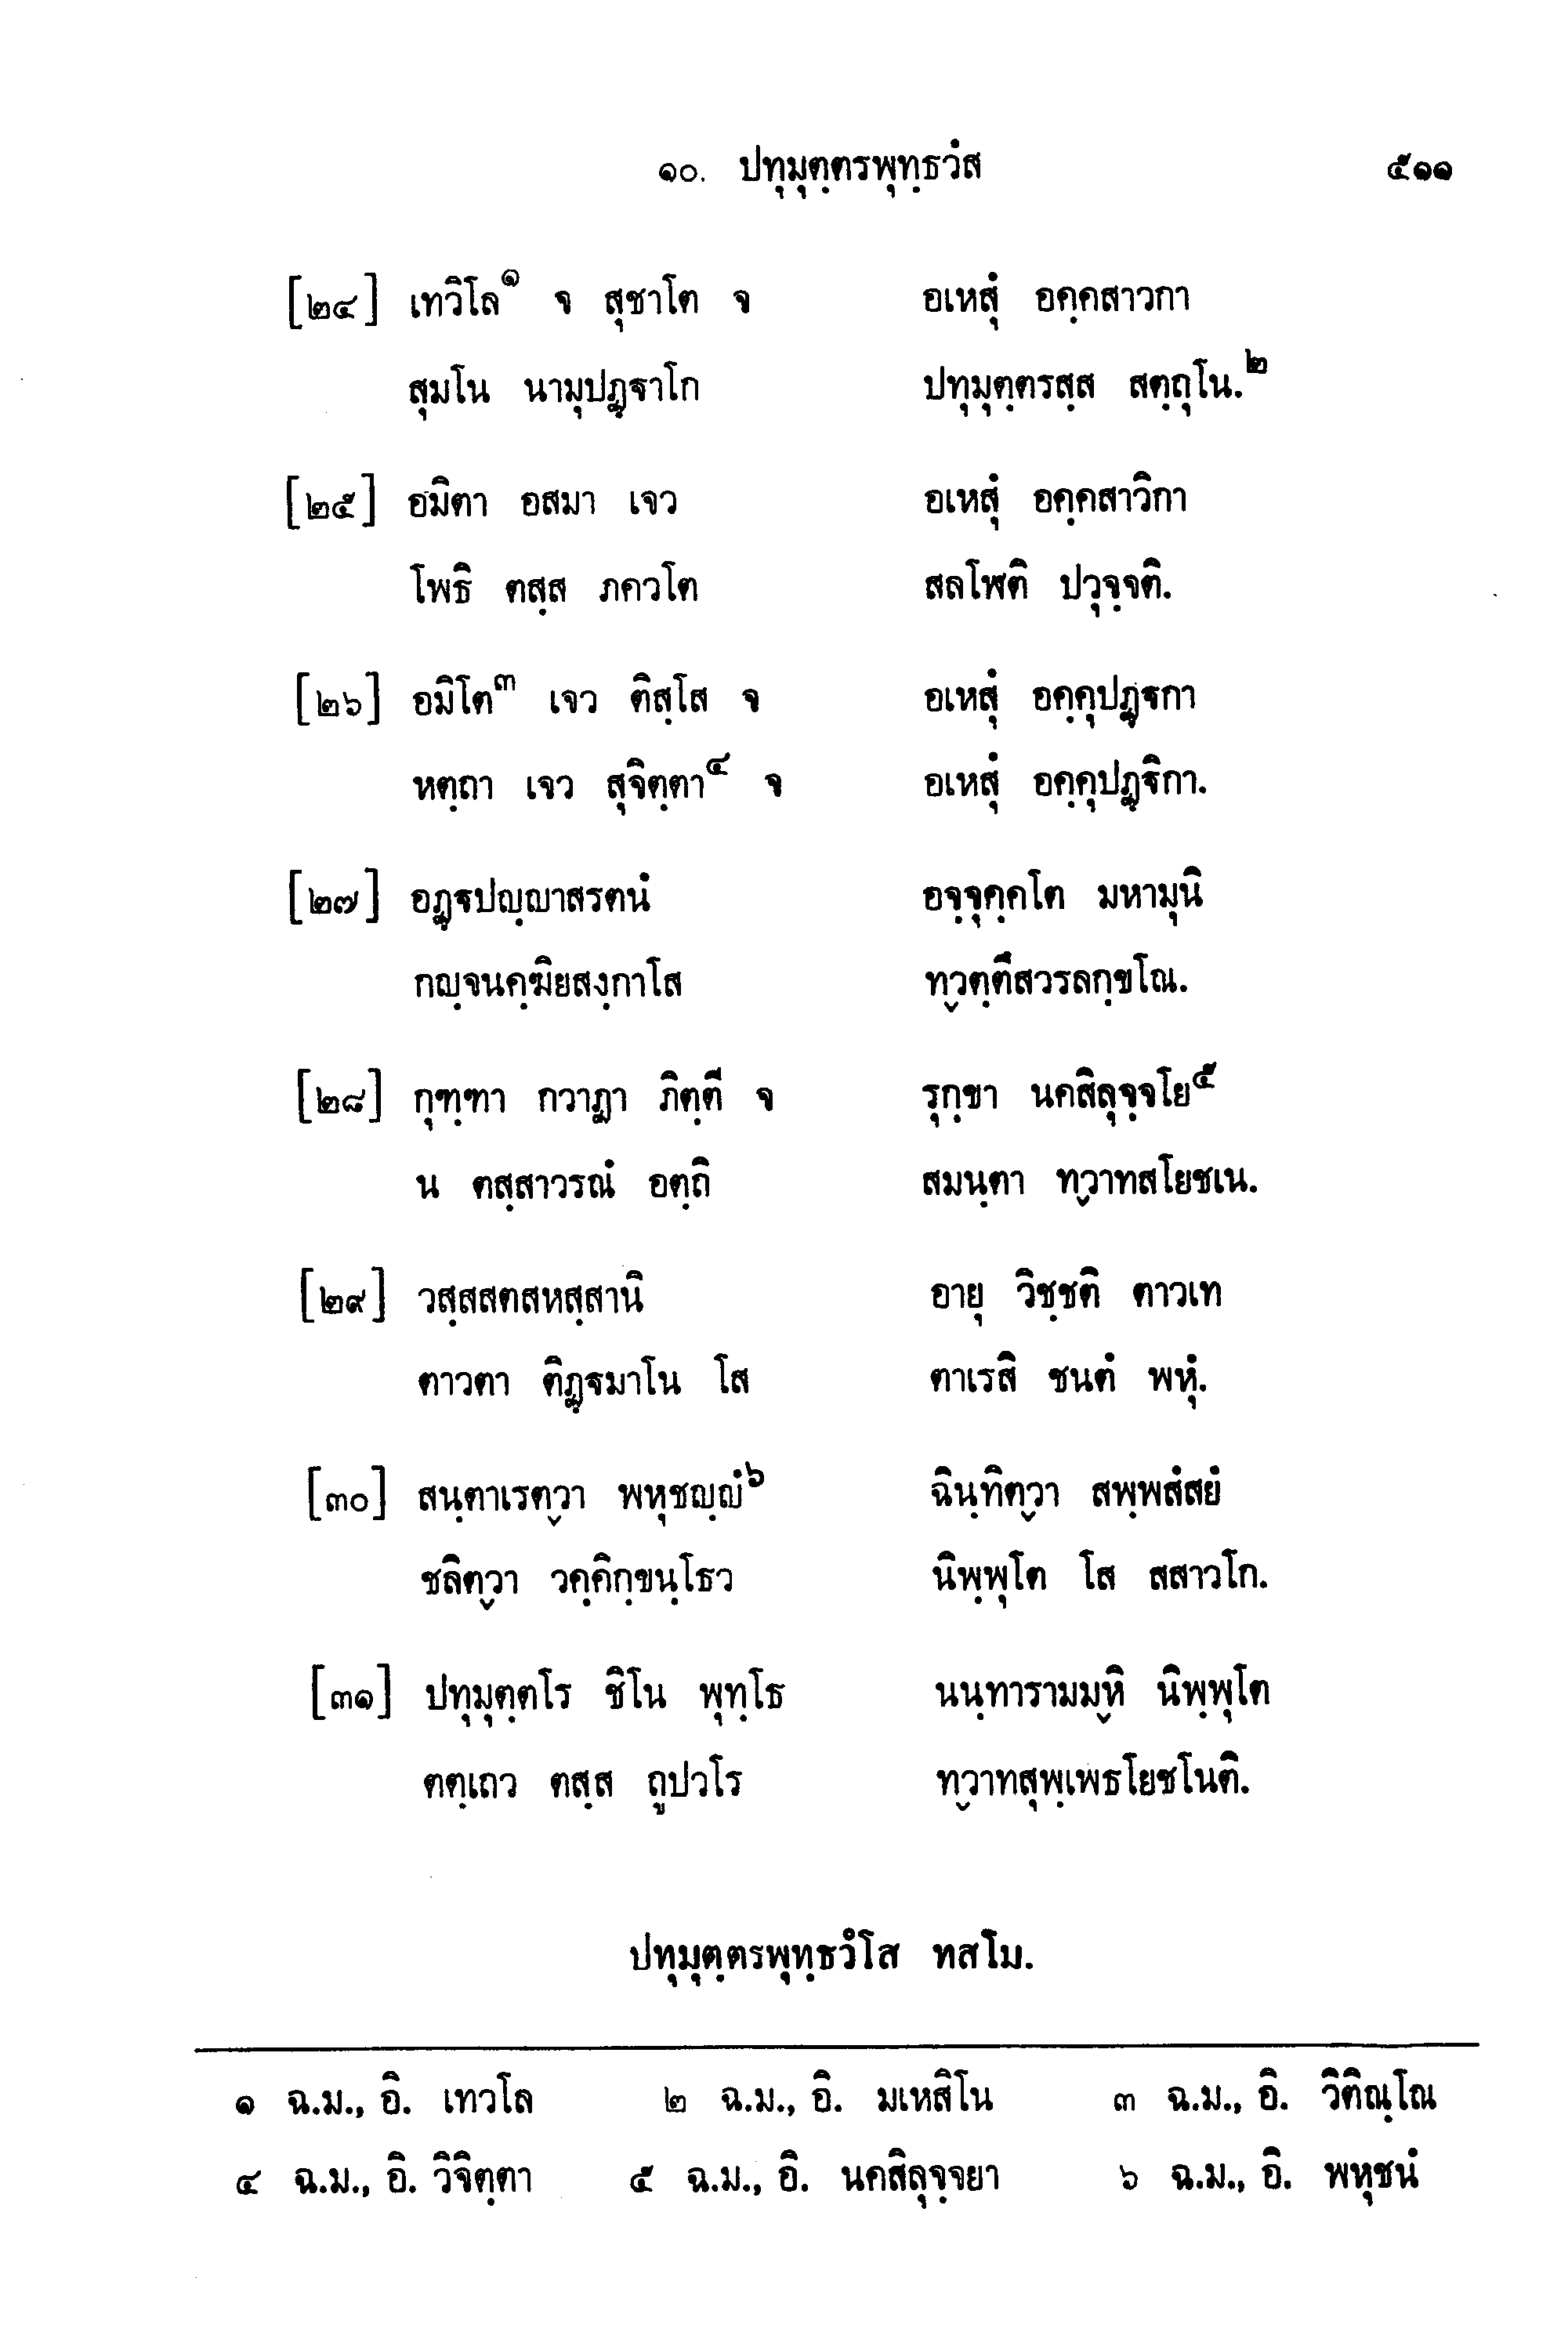 ๑๐. ปทุมุตฺตรพุทฺธวํส ๕๑๑
[๒๔] เทวิโล๑ จ สุชาโต จ อเหสุํ อคฺคสาวกา
สุมโน นามุปฏฺฐาโก ปทุมุตฺตรสฺส สตฺถุโน.๒
[๒๕] อมิตา อสมา เจว อเหสุํ อคฺคสาวิกา
โพธิ ตสฺส ภควโต สลโฬติ ปวุจฺจติ.
[๒๖] อมิโต๓ เจว ติสฺโส จ อเหสุํ อคฺคุปฏฺฐกา
หตฺถา เจว สุจิตฺตา๔ จ อเหสุํ อคฺคุปฏฺฐิกา.
[๒๗] อฏฺฐปญฺญาสรตนํ อจฺจุคฺคโต มหามุนิ
กญฺจนคฺฆิยสงฺกาโส ทฺวตฺตึสวรลกฺขโณ.
[๒๘] กุฑฺฑา กวาฏา ภิตฺตี จ รุกฺขา นคสิลุจฺจโย๕
น ตสฺสาวรณํ อตฺถิ สมนฺตา ทฺวาทสโยชเน.
[๒๙] วสฺสสตสหสฺสานิ อายุ วิชฺชติ ตาวเท
ตาวตา ติฏฺฐมาโน โส ตาเรสิ ชนตํ พหุํ.
[๓๐] สนฺตาเรตฺวา พหุชญฺญํ๖ ฉินฺทิตฺวา สพฺพสํสยํ
ชลิตฺวา วคฺคิกฺขนฺโธว นิพฺพุโต โส สสาวโก.
[๓๑] ปทุมุตฺตโร ชิโน พุทฺโธ นนฺทารามมฺหิ นิพฺพุโต
ตตฺเถว ตสฺส ถูปวโร ทฺวาทสุพฺเพธโยชโนติ.
ปทุมุตฺตรพุทฺธวํโส ทสโม.
๑ ฉ.ม., อิ. เทวโล ๒ ฉ.ม., อิ. มเหสิโน ๓ ฉ.ม., อิ. วิติณฺโณ
๔ ฉ.ม., อิ. วิจิตฺตา ๕ ฉ.ม., อิ. นคสิลุจฺจยา ๖ ฉ.ม., อิ. พหุชนํ